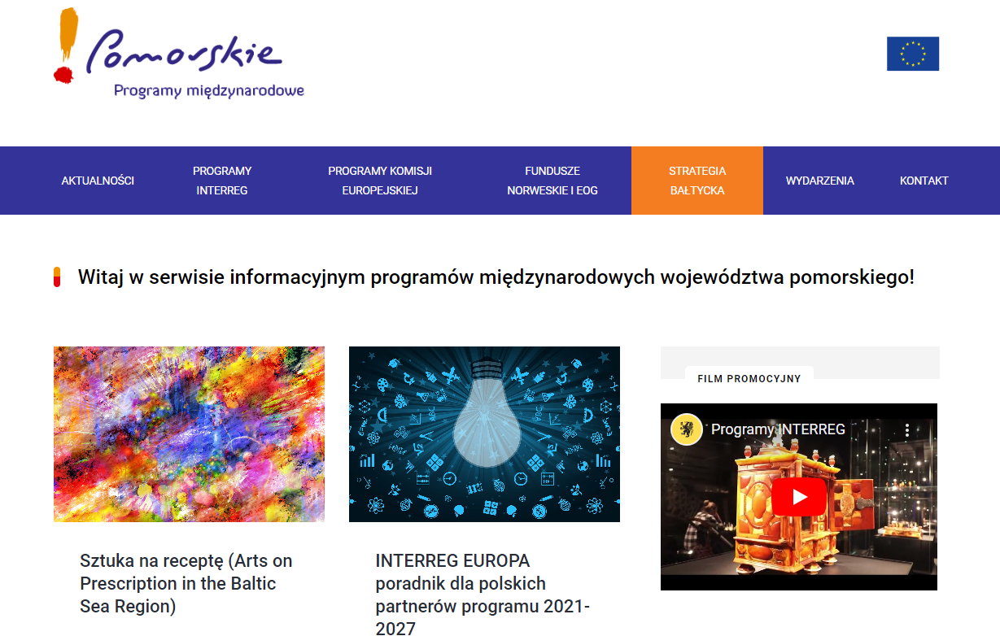 Pomorskie
Programy międzynarodowe
AKTUALNOŚCI
PROGRAMY
INTERREG
PROGRAMY KOMISJI
EUROPEJSKIEJ
FUNDUSZE
NORWESKIE I EOG
STRATEGIA
BAŁTYCKA
WYDARZENIA
KONTAKT
Witaj w serwisie informacyjnym programów międzynarodowych województwa pomorskiego!
Sztuka na receptę (Arts on
Prescription in the Baltic
Sea Region)
INTERREG EUROPA
poradnik dla polskich
partnerów programu 2021-
2027
FILM PROMOCYJNY
Programy INTERREG